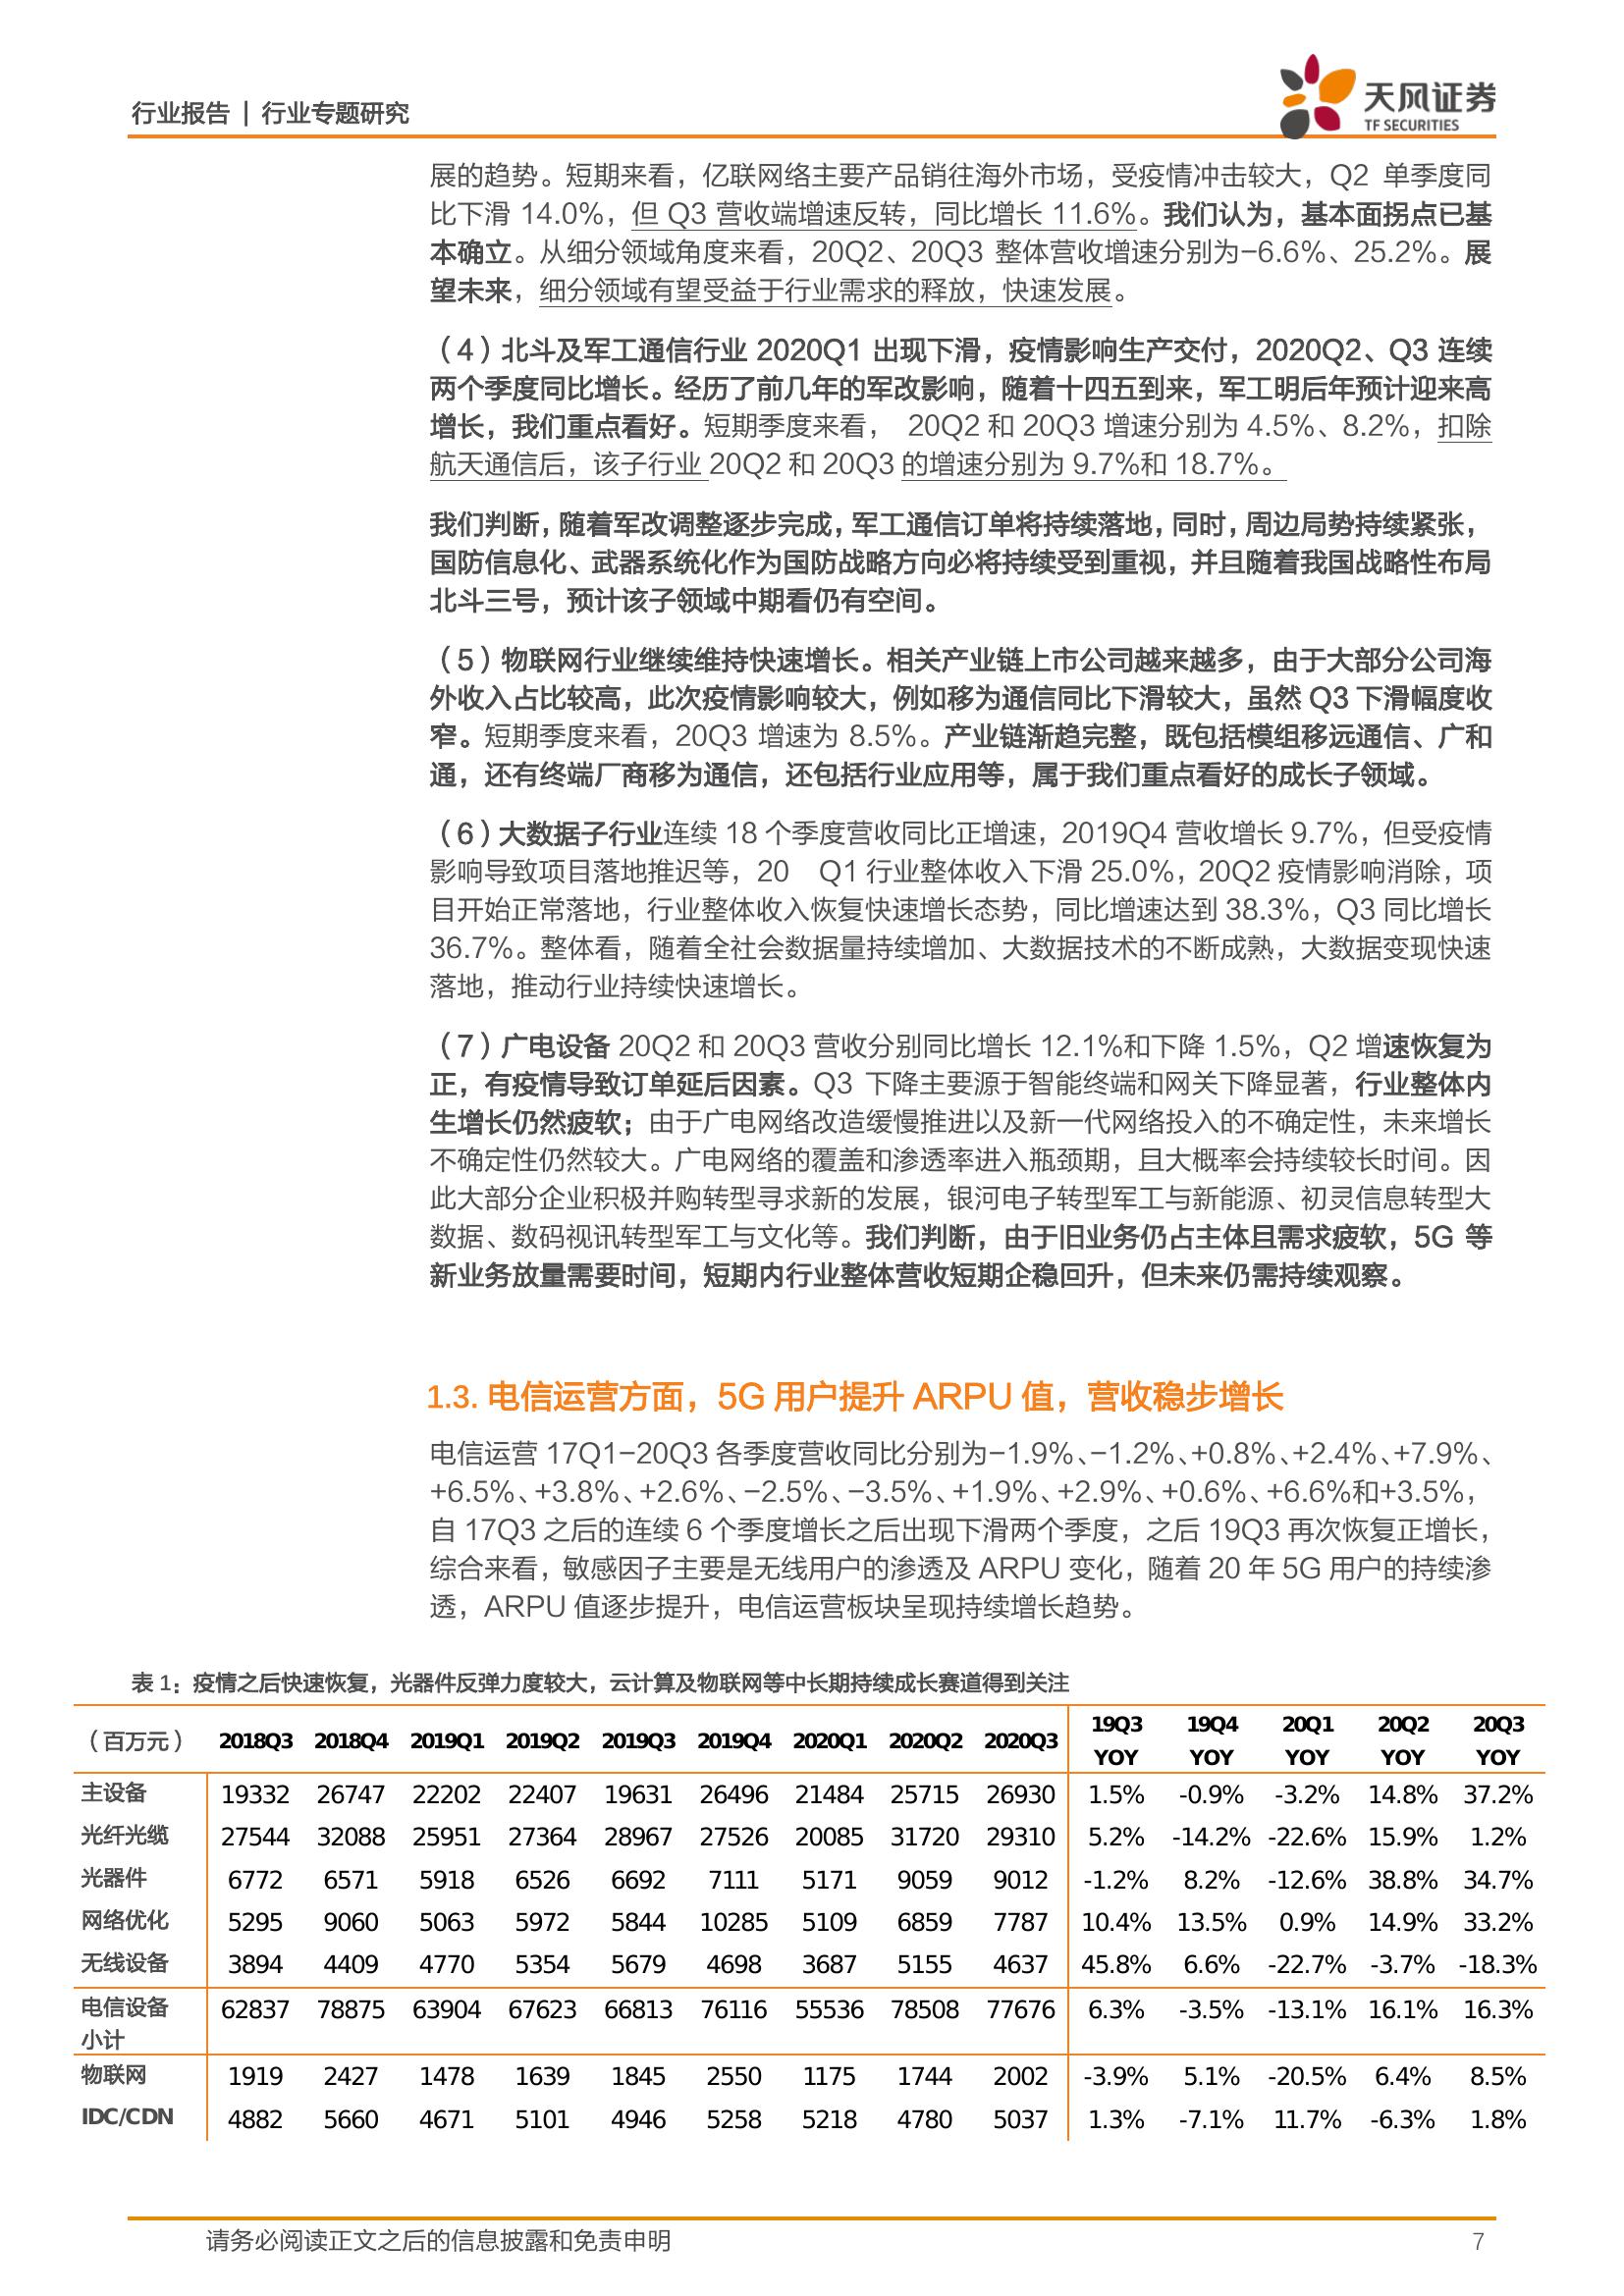 行业报告 | 行业专题研究
天风证券
TF SECURITIES
展的趋势。短期来看，亿联网络主要产品销往海外市场，受疫情冲击较大，Q2 单季度同
比下滑 14.0%，但 Q3 营收端增速反转，同比增长 11.6%。我们认为，基本面拐点已基
本确立。从细分领域角度来看，20Q2、20Q3 整体营收增速分别为-6.6%、25.2%。展
望未来，细分领域有望受益于行业需求的释放，快速发展。
（4）北斗及军工通信行业 2020Q1 出现下滑，疫情影响生产交付，2020Q2、Q3 连续
两个季度同比增长。经历了前几年的军改影响，随着十四五到来，军工明后年预计迎来高
增长，我们重点看好。短期季度来看， 20Q2 和 20Q3 增速分别为 4.5%、8.2%，扣除
航天通信后，该子行业 20Q2 和 20Q3 的增速分别为 9.7%和 18.7%。
我们判断，随着军改调整逐步完成，军工通信订单将持续落地，同时，周边局势持续紧张，
国防信息化、武器系统化作为国防战略方向必将持续受到重视，并且随着我国战略性布局
北斗三号，预计该子领域中期看仍有空间。
（5）物联网行业继续维持快速增长。相关产业链上市公司越来越多，由于大部分公司海
外收入占比较高，此次疫情影响较大，例如移为通信同比下滑较大，虽然 Q3 下滑幅度收
窄。短期季度来看，20Q3 增速为 8.5%。产业链渐趋完整，既包括模组移远通信、广和
通，还有终端厂商移为通信，还包括行业应用等，属于我们重点看好的成长子领域。
（6）大数据子行业连续 18 个季度营收同比正增速，2019Q4 营收增长 9.7%，但受疫情
影响导致项目落地推迟等，20 Q1 行业整体收入下滑 25.0%，20Q2 疫情影响消除，项
目开始正常落地，行业整体收入恢复快速增长态势，同比增速达到 38.3%，Q3 同比增长
36.7%。整体看，随着全社会数据量持续增加、大数据技术的不断成熟，大数据变现快速
落地，推动行业持续快速增长。
（7）广电设备 20Q2 和 20Q3 营收分别同比增长 12.1%和下降 1.5%，Q2 增速恢复为
正，有疫情导致订单延后因素。Q3 下降主要源于智能终端和网关下降显著，行业整体内
生增长仍然疲软；由于广电网络改造缓慢推进以及新一代网络投入的不确定性，未来增长
不确定性仍然较大。广电网络的覆盖和渗透率进入瓶颈期，且大概率会持续较长时间。因
此大部分企业积极并购转型寻求新的发展，银河电子转型军工与新能源、初灵信息转型大
数据、数码视讯转型军工与文化等。我们判断，由于旧业务仍占主体且需求疲软，5G 等
新业务放量需要时间，短期内行业整体营收短期企稳回升，但未来仍需持续观察。
1.3. 电信运营方面，5G 用户提升 ARPU 值，营收稳步增长
电信运营 17Q1-20Q3 各季度营收同比分别为-1.9%、-1.2%、+0.8%、+2.4%、+7.9%、
+6.5%、+3.8%、+2.6%、-2.5%、-3.5%、+1.9%、+2.9%、+0.6%、+6.6%和+3.5%，
自 17Q3 之后的连续 6 个季度增长之后出现下滑两个季度，之后 19Q3 再次恢复正增长，
综合来看，敏感因子主要是无线用户的渗透及 ARPU 变化，随着 20 年 5G 用户的持续渗
透，ARPU 值逐步提升，电信运营板块呈现持续增长趋势。
表 1：疫情之后快速恢复，光器件反弹力度较大，云计算及物联网等中长期持续成长赛道得到关注
（百万元） 2018Q3 2018Q4 2019Q1 2019Q2 2019Q3 2019Q4 2020Q1 2020Q2 2020Q3 19Q3 YOY 19Q4 YOY 20Q1 YOY 20Q2 YOY 20Q3 YOY
主设备 19332 26747 22202 22407 19631 26496 21484 25715 26930 1.5% -0.9% -3.2% 14.8% 37.2%
光纤光缆 27544 32088 25951 27364 28967 27526 20085 31720 29310 5.2% -14.2% -22.6% 15.9% 1.2%
光器件 6772 6571 5918 6526 6692 7111 5171 9059 9012 -1.2% 8.2% -12.6% 38.8% 34.7%
网络优化 5295 9060 5063 5972 5844 10285 5109 6859 7787 10.4% 13.5% 0.9% 14.9% 33.2%
无线设备 3894 4409 4770 5354 5679 4698 3687 5155 4637 45.8% 6.6% -22.7% -3.7% -18.3%
电信设备小计 62837 78875 63904 67623 66813 76116 55536 78508 77676 6.3% -3.5% -13.1% 16.1% 16.3%
物联网 1919 2427 1478 1639 1845 2550 1175 1744 2002 -3.9% 5.1% -20.5% 6.4% 8.5%
IDC/CDN 4882 5660 4671 5101 4946 5258 5218 4780 5037 1.3% -7.1% 11.7% -6.3% 1.8%
请务必阅读正文之后的信息披露和免责申明
7